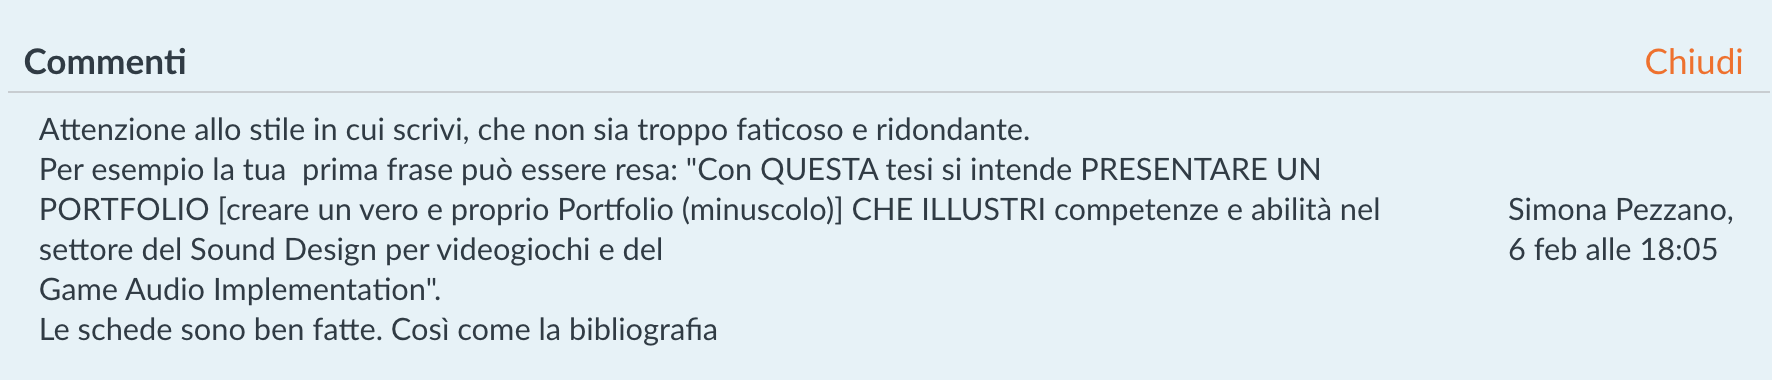 Commenti
Chiudi
Attenzione allo stile in cui scrivi, che non sia troppo faticoso e ridondante.
Per esempio la tua  prima frase può essere resa: "Con QUESTA tesi si intende PRESENTARE UN
PORTFOLIO [creare un vero e proprio Portfolio (minuscolo)] CHE ILLUSTRI competenze e abilità nel
settore del Sound Design per videogiochi e del
Game Audio Implementation".
Le schede sono ben fatte. Così come la bibliografia
Simona Pezzano,
6 feb alle 18:05